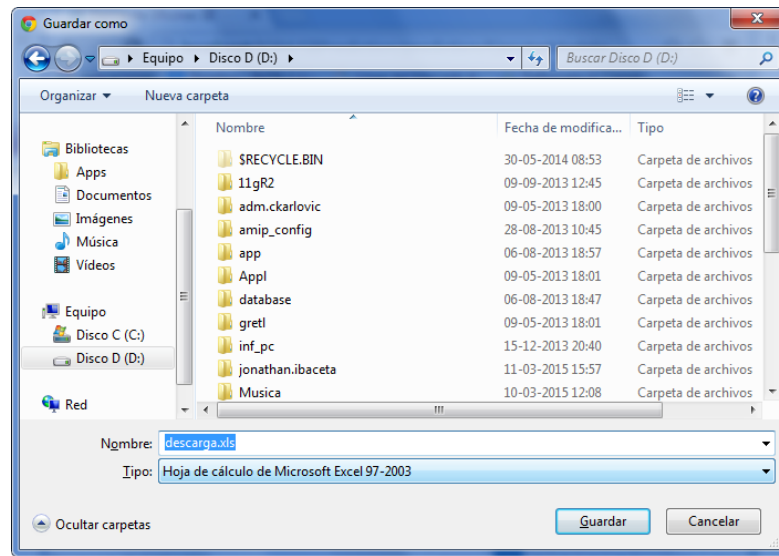 Guardar como
Equipo Disco D (D:) Buscar Disco D (D:)
Organizar Nueva carpeta
Bibliotecas
Apps
Documentos
Imágenes
Música
Vídeos
Equipo
Disco C (C:)
Disco D (D:)
Red
Nombre Fecha de modifica... Tipo
$RECYCLE.BIN 30-05-2014 08:53 Carpeta de archivos
11gR2 09-09-2013 12:45 Carpeta de archivos
adm.ckarlovic 09-05-2013 18:00 Carpeta de archivos
amip_config 28-08-2013 10:45 Carpeta de archivos
app 06-08-2013 18:57 Carpeta de archivos
Appl 09-05-2013 18:01 Carpeta de archivos
database 06-08-2013 18:47 Carpeta de archivos
gretl 09-05-2013 18:01 Carpeta de archivos
inf_pc 15-12-2013 20:40 Carpeta de archivos
jonathan.ibaceta 11-03-2015 15:57 Carpeta de archivos
Musica 10-03-2015 12:08 Carpeta de archivos
Nombre: descarga.xls
Tipo: Hoja de cálculo de Microsoft Excel 97-2003
Ocultar carpetas Guardar Cancelar